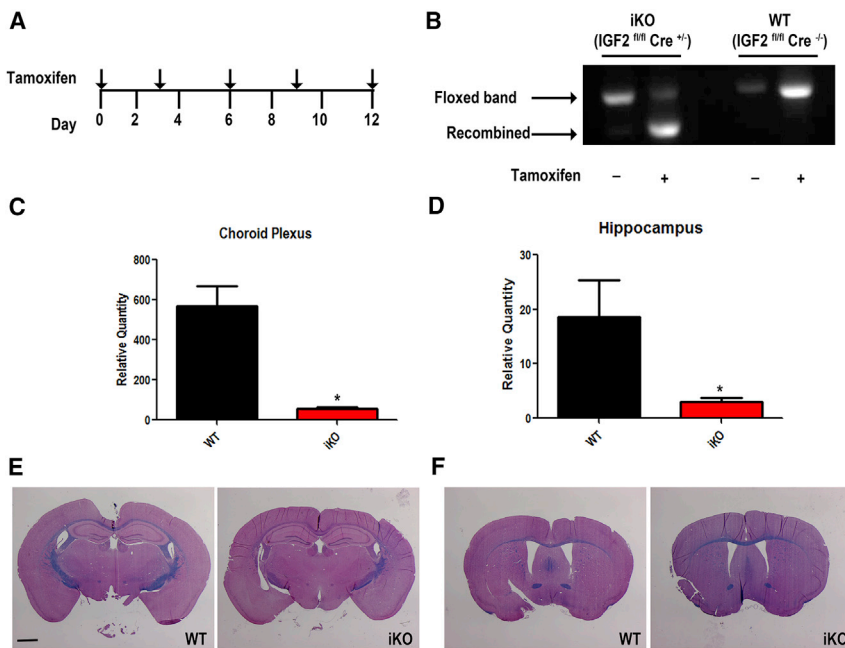 A
Tamoxifen
Day
0 2 4 6 8 10 12
B
iKO
(IGF2 fl/fl Cre +/-)
WT
(IGF2 fl/fl Cre -/-)
Floxed band
Recombined
Tamoxifen – + – +
C
Choroid Plexus
Relative Quantity
800
600
400
200
0
*
WT
iKO
D
Hippocampus
Relative Quantity
30
20
10
0
*
WT
iKO
E
WT
iKO
F
WT
iKO